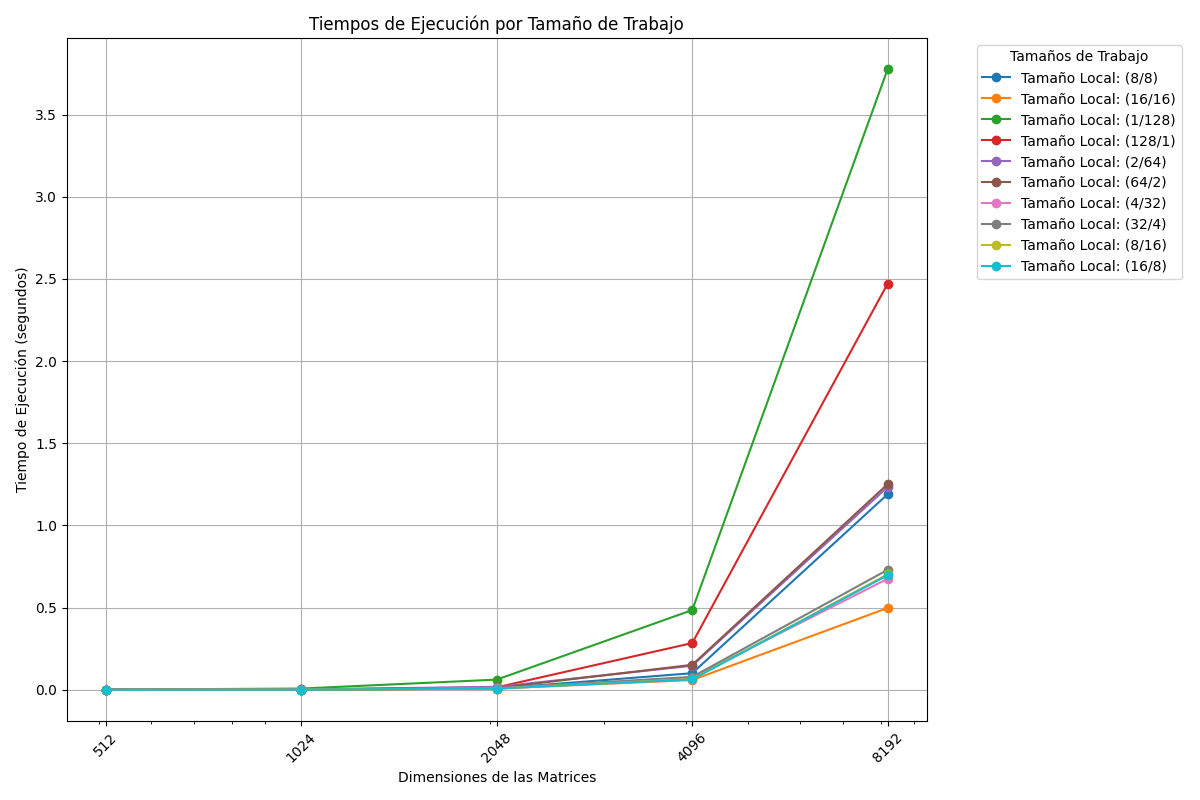 Tiempos de Ejecución por Tamaño de Trabajo
Tiempo de Ejecución (segundos)
3.5
3.0
2.5
2.0
1.5
1.0
0.5
0.0
512
1024
2048
4096
8192
Dimensiones de las Matrices
Tamaños de Trabajo
Tamaño Local: (8/8)
Tamaño Local: (16/16)
Tamaño Local: (1/128)
Tamaño Local: (128/1)
Tamaño Local: (2/64)
Tamaño Local: (64/2)
Tamaño Local: (4/32)
Tamaño Local: (32/4)
Tamaño Local: (8/16)
Tamaño Local: (16/8)